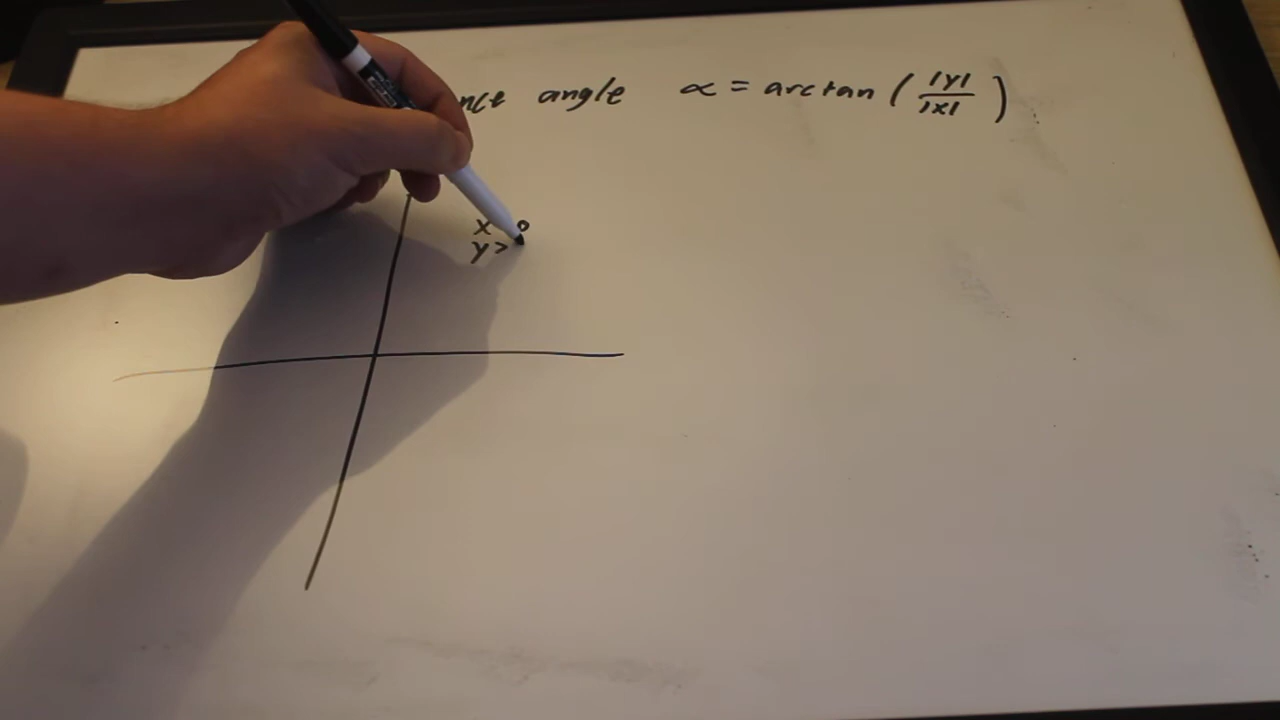 angle α = arctan ( |y| / |x| )
x 0
y >